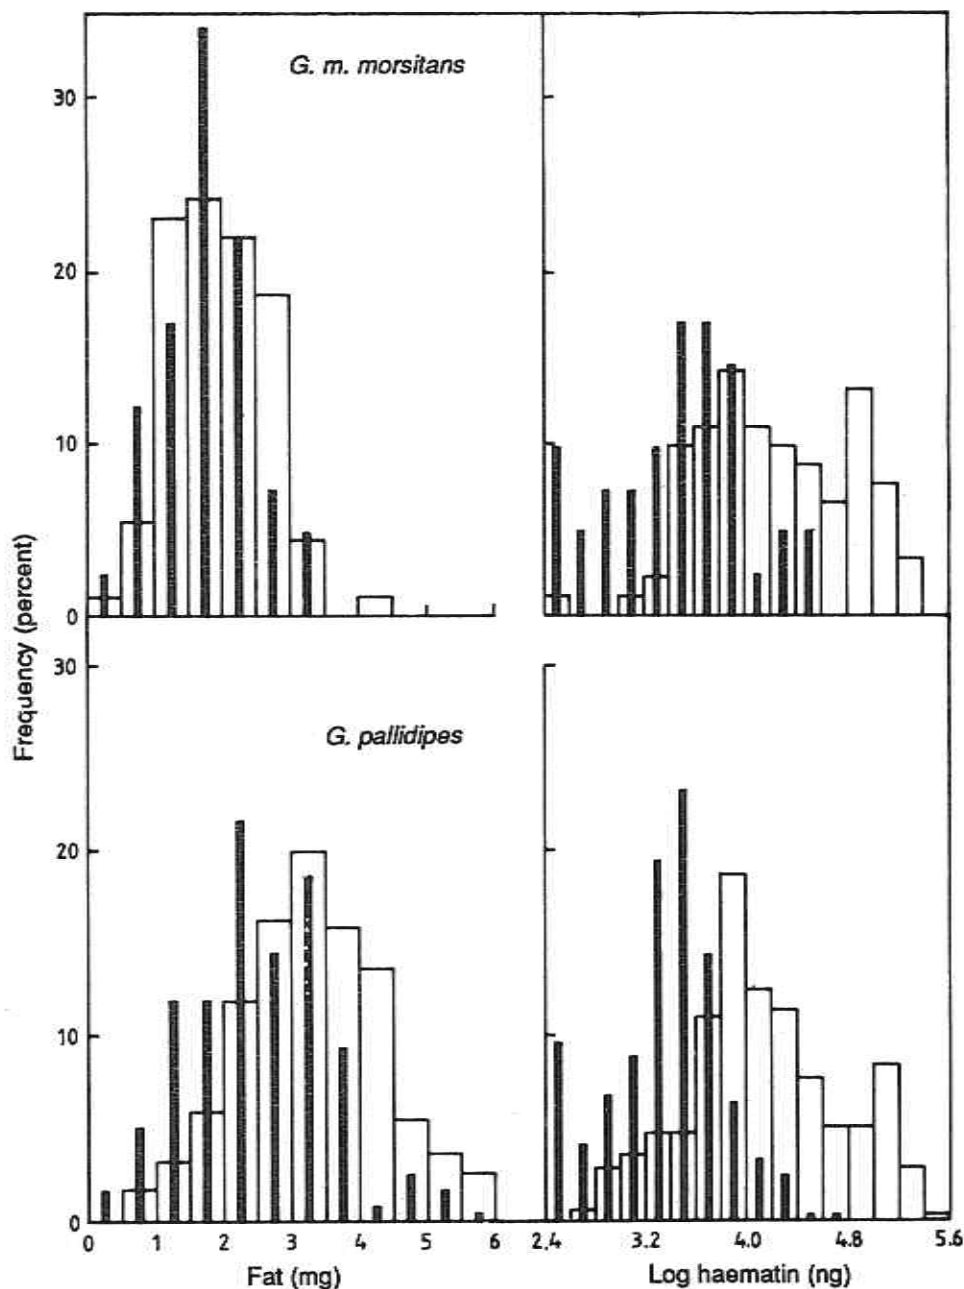 G. m. morsitans
30
20
10
0
Frequency (percent)
G. pallidipes
30
20
10
0
0 1 2 3 4 5 6
2.4 3.2 4.0 4.8 5.6
Fat (mg)
Log haematin (ng)